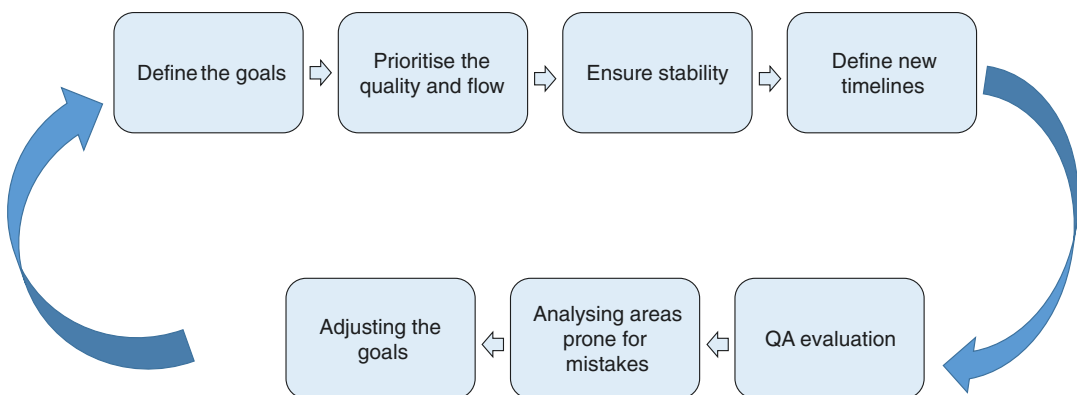 Define the goals
Prioritise the
quality and flow
Ensure stability
Define new
timelines
QA evaluation
Analysing areas
prone for
mistakes
Adjusting the
goals